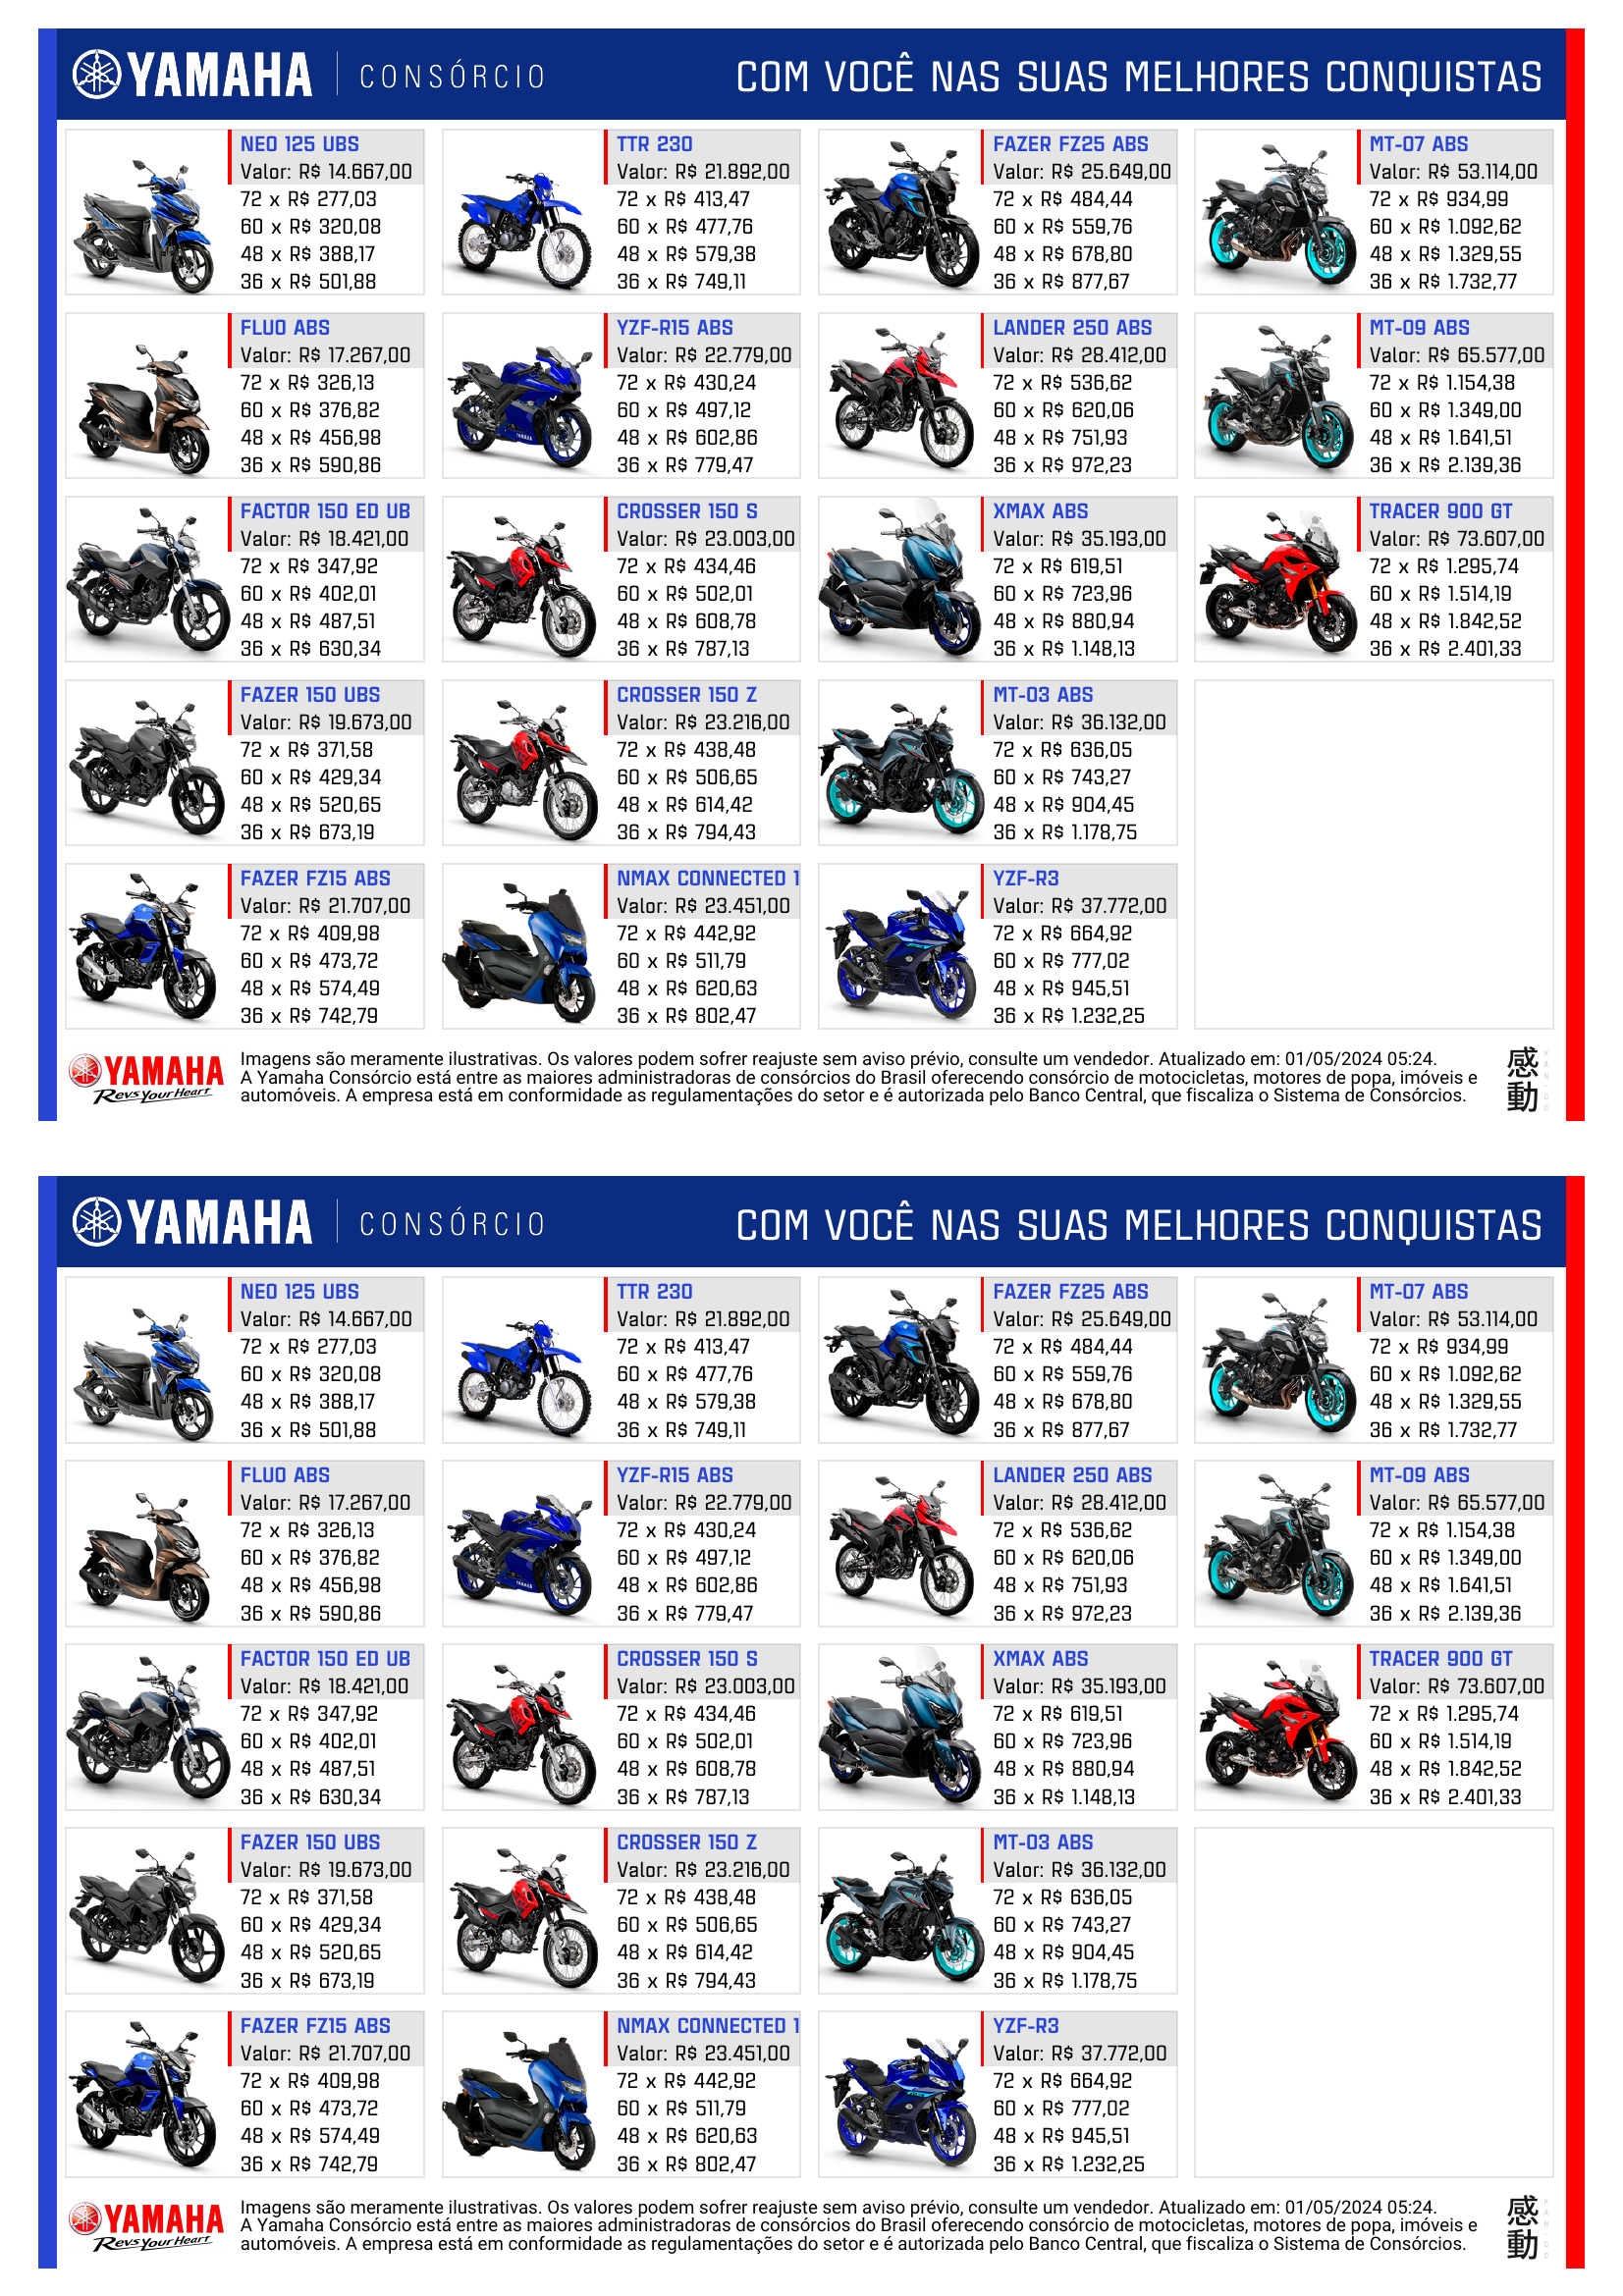 YAMAHA CONSÓRCIO COM VOCÊ NAS SUAS MELHORES CONQUISTAS
NEO 125 UBS
Valor: R$ 14.667,00
72 x R$ 277,03
60 x R$ 320,08
48 x R$ 388,17
36 x R$ 501,88
TTR 230
Valor: R$ 21.892,00
72 x R$ 413,47
60 x R$ 477,76
48 x R$ 579,38
36 x R$ 749,11
FAZER FZ25 ABS
Valor: R$ 25.649,00
72 x R$ 484,44
60 x R$ 559,76
48 x R$ 678,80
36 x R$ 877,67
MT-07 ABS
Valor: R$ 53.114,00
72 x R$ 934,99
60 x R$ 1.092,62
48 x R$ 1.329,55
36 x R$ 1.732,77
FLUO ABS
Valor: R$ 17.267,00
72 x R$ 326,13
60 x R$ 376,82
48 x R$ 456,98
36 x R$ 590,86
YZF-R15 ABS
Valor: R$ 22.779,00
72 x R$ 430,24
60 x R$ 497,12
48 x R$ 602,86
36 x R$ 779,47
LANDER 250 ABS
Valor: R$ 28.412,00
72 x R$ 536,62
60 x R$ 620,06
48 x R$ 751,93
36 x R$ 972,23
MT-09 ABS
Valor: R$ 65.577,00
72 x R$ 1.154,38
60 x R$ 1.349,00
48 x R$ 1.641,51
36 x R$ 2.139,36
FACTOR 150 ED UB
Valor: R$ 18.421,00
72 x R$ 347,92
60 x R$ 402,01
48 x R$ 487,51
36 x R$ 630,34
CROSSER 150 S
Valor: R$ 23.003,00
72 x R$ 434,46
60 x R$ 502,01
48 x R$ 608,78
36 x R$ 787,13
XMAX ABS
Valor: R$ 35.193,00
72 x R$ 619,51
60 x R$ 723,96
48 x R$ 880,94
36 x R$ 1.148,13
TRACER 900 GT
Valor: R$ 73.607,00
72 x R$ 1.295,74
60 x R$ 1.514,19
48 x R$ 1.842,52
36 x R$ 2.401,33
FAZER 150 UBS
Valor: R$ 19.673,00
72 x R$ 371,58
60 x R$ 429,34
48 x R$ 520,65
36 x R$ 673,19
CROSSER 150 Z
Valor: R$ 23.216,00
72 x R$ 438,48
60 x R$ 506,65
48 x R$ 614,42
36 x R$ 794,43
MT-03 ABS
Valor: R$ 36.132,00
72 x R$ 636,05
60 x R$ 743,27
48 x R$ 904,45
36 x R$ 1.178,75
FAZER FZ15 ABS
Valor: R$ 21.707,00
72 x R$ 409,98
60 x R$ 473,72
48 x R$ 574,49
36 x R$ 742,79
NMAX CONNECTED 1
Valor: R$ 23.451,00
72 x R$ 442,92
60 x R$ 511,79
48 x R$ 620,63
36 x R$ 802,47
YZF-R3
Valor: R$ 37.772,00
72 x R$ 664,92
60 x R$ 777,02
48 x R$ 945,51
36 x R$ 1.232,25
YAMAHA
Revs Your Heart
Imagens são meramente ilustrativas. Os valores podem sofrer reajuste sem aviso prévio, consulte um vendedor. Atualizado em: 01/05/2024 05:24.
A Yamaha Consórcio está entre as maiores administradoras de consórcios do Brasil oferecendo consórcio de motocicletas, motores de popa, imóveis e
automóveis. A empresa está em conformidade as regulamentações do setor e é autorizada pelo Banco Central, que fiscaliza o Sistema de Consórcios.
感動
YAMAHA CONSÓRCIO COM VOCÊ NAS SUAS MELHORES CONQUISTAS
NEO 125 UBS
Valor: R$ 14.667,00
72 x R$ 277,03
60 x R$ 320,08
48 x R$ 388,17
36 x R$ 501,88
TTR 230
Valor: R$ 21.892,00
72 x R$ 413,47
60 x R$ 477,76
48 x R$ 579,38
36 x R$ 749,11
FAZER FZ25 ABS
Valor: R$ 25.649,00
72 x R$ 484,44
60 x R$ 559,76
48 x R$ 678,80
36 x R$ 877,67
MT-07 ABS
Valor: R$ 53.114,00
72 x R$ 934,99
60 x R$ 1.092,62
48 x R$ 1.329,55
36 x R$ 1.732,77
FLUO ABS
Valor: R$ 17.267,00
72 x R$ 326,13
60 x R$ 376,82
48 x R$ 456,98
36 x R$ 590,86
YZF-R15 ABS
Valor: R$ 22.779,00
72 x R$ 430,24
60 x R$ 497,12
48 x R$ 602,86
36 x R$ 779,47
LANDER 250 ABS
Valor: R$ 28.412,00
72 x R$ 536,62
60 x R$ 620,06
48 x R$ 751,93
36 x R$ 972,23
MT-09 ABS
Valor: R$ 65.577,00
72 x R$ 1.154,38
60 x R$ 1.349,00
48 x R$ 1.641,51
36 x R$ 2.139,36
FACTOR 150 ED UB
Valor: R$ 18.421,00
72 x R$ 347,92
60 x R$ 402,01
48 x R$ 487,51
36 x R$ 630,34
CROSSER 150 S
Valor: R$ 23.003,00
72 x R$ 434,46
60 x R$ 502,01
48 x R$ 608,78
36 x R$ 787,13
XMAX ABS
Valor: R$ 35.193,00
72 x R$ 619,51
60 x R$ 723,96
48 x R$ 880,94
36 x R$ 1.148,13
TRACER 900 GT
Valor: R$ 73.607,00
72 x R$ 1.295,74
60 x R$ 1.514,19
48 x R$ 1.842,52
36 x R$ 2.401,33
FAZER 150 UBS
Valor: R$ 19.673,00
72 x R$ 371,58
60 x R$ 429,34
48 x R$ 520,65
36 x R$ 673,19
CROSSER 150 Z
Valor: R$ 23.216,00
72 x R$ 438,48
60 x R$ 506,65
48 x R$ 614,42
36 x R$ 794,43
MT-03 ABS
Valor: R$ 36.132,00
72 x R$ 636,05
60 x R$ 743,27
48 x R$ 904,45
36 x R$ 1.178,75
FAZER FZ15 ABS
Valor: R$ 21.707,00
72 x R$ 409,98
60 x R$ 473,72
48 x R$ 574,49
36 x R$ 742,79
NMAX CONNECTED 1
Valor: R$ 23.451,00
72 x R$ 442,92
60 x R$ 511,79
48 x R$ 620,63
36 x R$ 802,47
YZF-R3
Valor: R$ 37.772,00
72 x R$ 664,92
60 x R$ 777,02
48 x R$ 945,51
36 x R$ 1.232,25
YAMAHA
Revs Your Heart
Imagens são meramente ilustrativas. Os valores podem sofrer reajuste sem aviso prévio, consulte um vendedor. Atualizado em: 01/05/2024 05:24.
A Yamaha Consórcio está entre as maiores administradoras de consórcios do Brasil oferecendo consórcio de motocicletas, motores de popa, imóveis e
automóveis. A empresa está em conformidade as regulamentações do setor e é autorizada pelo Banco Central, que fiscaliza o Sistema de Consórcios.
感動